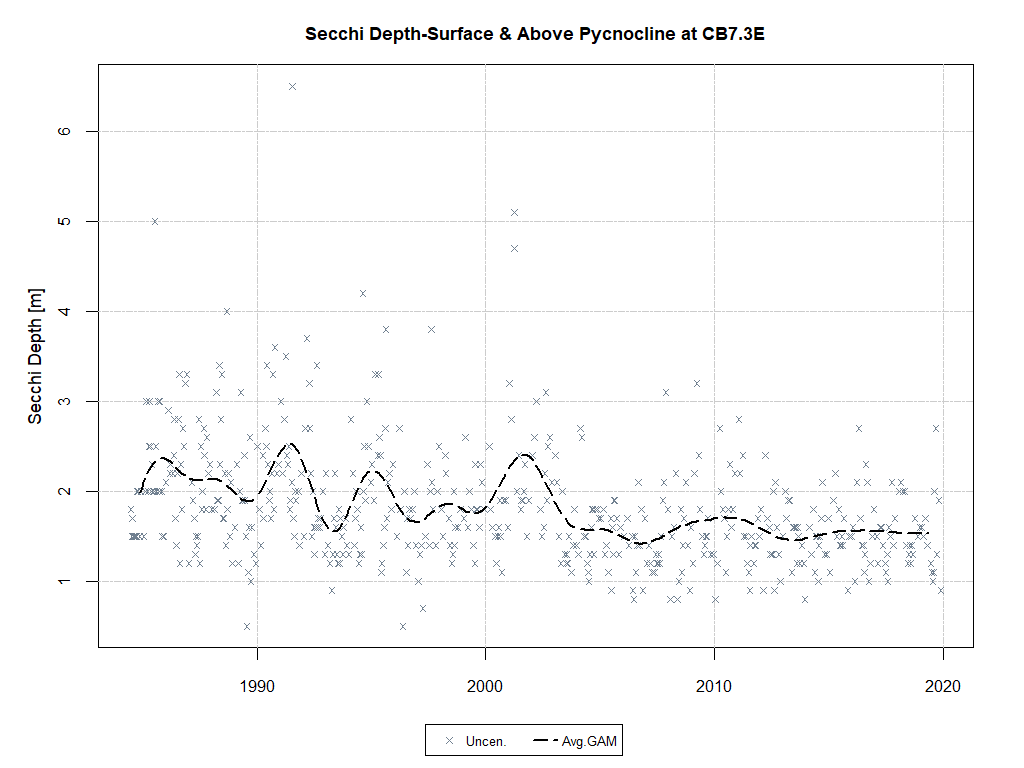 Secchi Depth-Surface & Above Pycnocline at CB7.3E
Secchi Depth [m]
6
5
4
3
2
1
1990 2000 2010 2020
Uncen. Avg.GAM